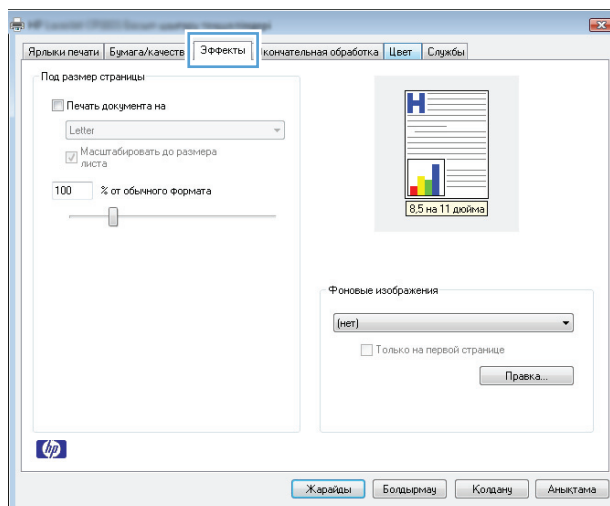 Ярлыки печати
Бумага/качеств
Эффекты
кончательная обработка
Цвет
Службы
Под размер страницы
Печать документа на
Letter
Масштабировать до размера
листа
100 % от обычного формата
H
8,5 на 11 дюйма
Фоновые изображения
(нет)
Только на первой странице
Правка...
hp
Жарайды
Болдырмау
Қолдану
Анықтама